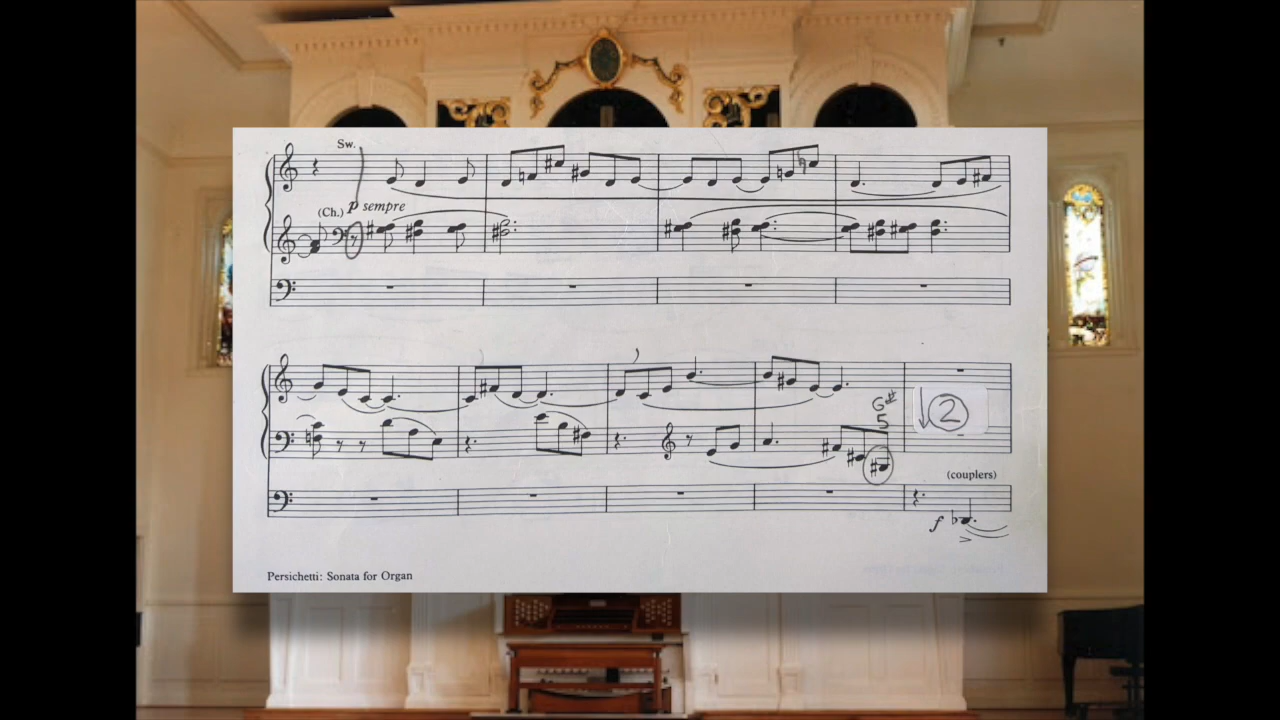 Sw.
(Ch.) p sempre
G#
5
↓ 2
(couplers)
f
Persichetti: Sonata for Organ